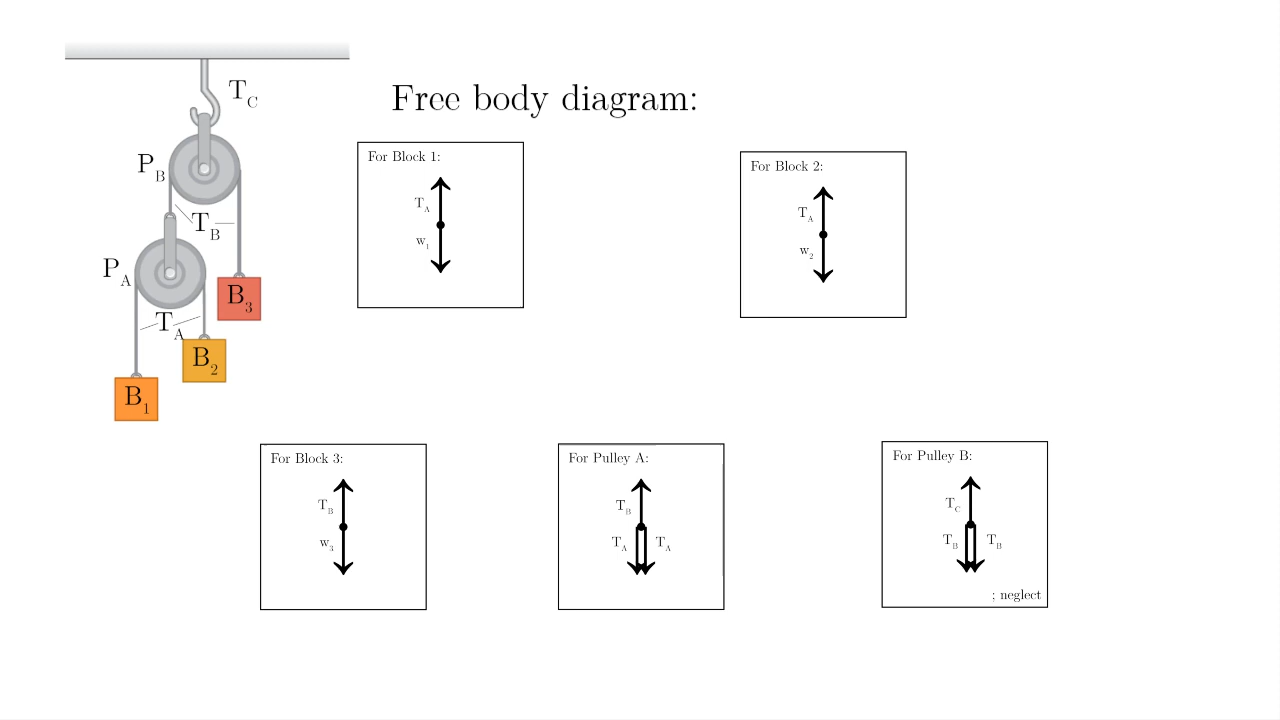 T_C
Free body diagram:
P_B
T_B
P_A
T_A
B_3
B_2
B_1
For Block 1:
T_A
w_1
For Block 2:
T_A
w_2
For Block 3:
T_B
w_3
For Pulley A:
T_B
T_A T_A
For Pulley B:
T_C
T_B T_B
; neglect